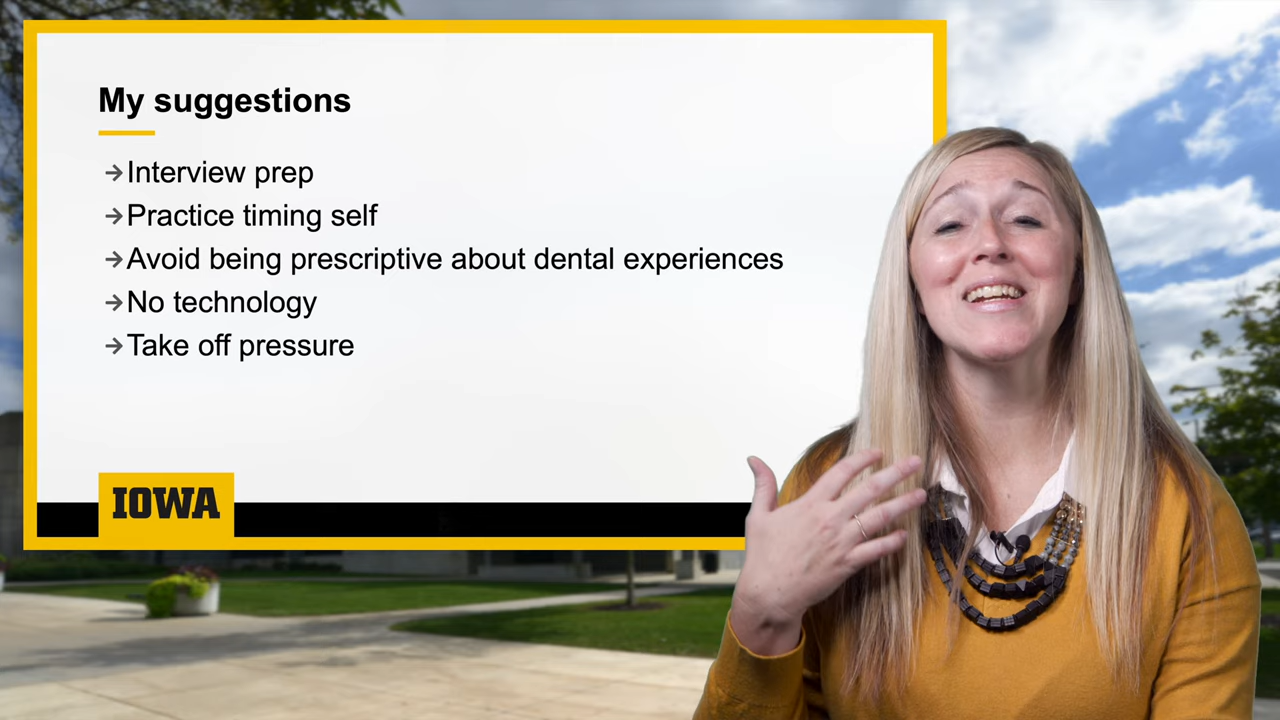 My suggestions
→Interview prep
→Practice timing self
→Avoid being prescriptive about dental experiences
→No technology
→Take off pressure
IOWA